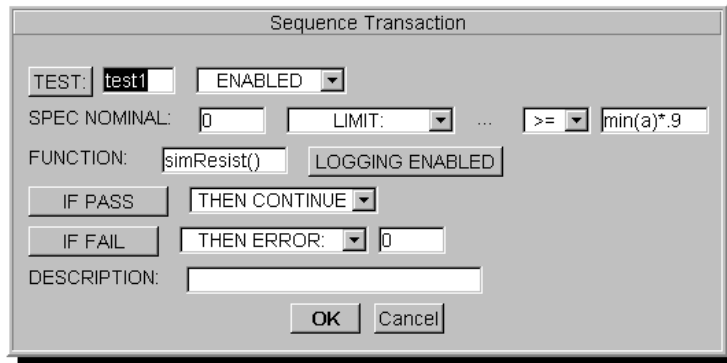 Sequence Transaction
TEST: test1 ENABLED
SPEC NOMINAL: 0 LIMIT: ... >= min(a)*.9
FUNCTION: simResist() LOGGING ENABLED
IF PASS THEN CONTINUE
IF FAIL THEN ERROR: 0
DESCRIPTION:
OK Cancel